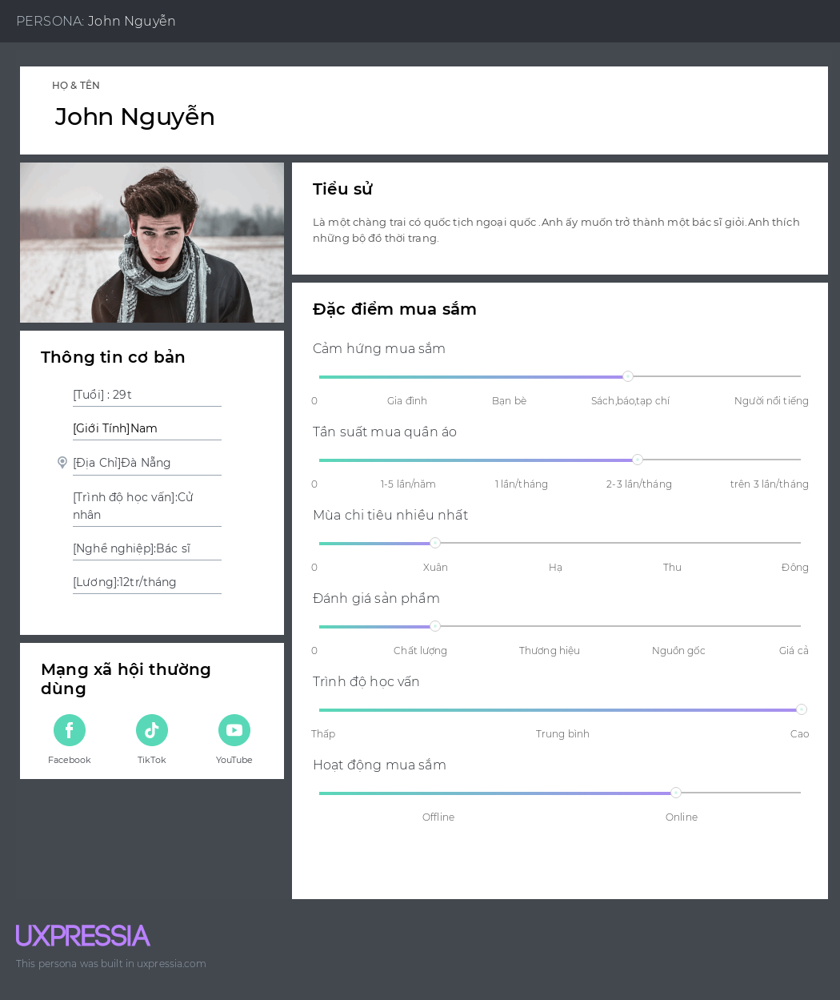 PERSONA: John Nguyễn
HỌ & TÊN
John Nguyễn
Tiểu sử
Là một chàng trai có quốc tịch ngoại quốc .Anh ấy muốn trở thành một bác sĩ giỏi.Anh thích
những bộ đồ thời trang.
Thông tin cơ bản
[Tuổi] : 29t
[Giới Tính]Nam
[Địa Chỉ]Đà Nẵng
[Trình độ học vấn]:Cử
nhân
[Nghề nghiệp]:Bác sĩ
[Lương]:12tr/tháng
Mạng xã hội thường
dùng
Facebook TikTok YouTube
Đặc điểm mua sắm
Cảm hứng mua sắm
0 Gia đình Bạn bè Sách,báo,tạp chí Người nổi tiếng
Tần suất mua quần áo
0 1-5 lần/năm 1 lần/tháng 2-3 lần/tháng trên 3 lần/tháng
Mùa chi tiêu nhiều nhất
0 Xuân Hạ Thu Đông
Đánh giá sản phẩm
0 Chất lượng Thương hiệu Nguồn gốc Giá cả
Trình độ học vấn
Thấp Trung bình Cao
Hoạt động mua sắm
Offline Online
UXPRESSIA
This persona was built in uxpressia.com